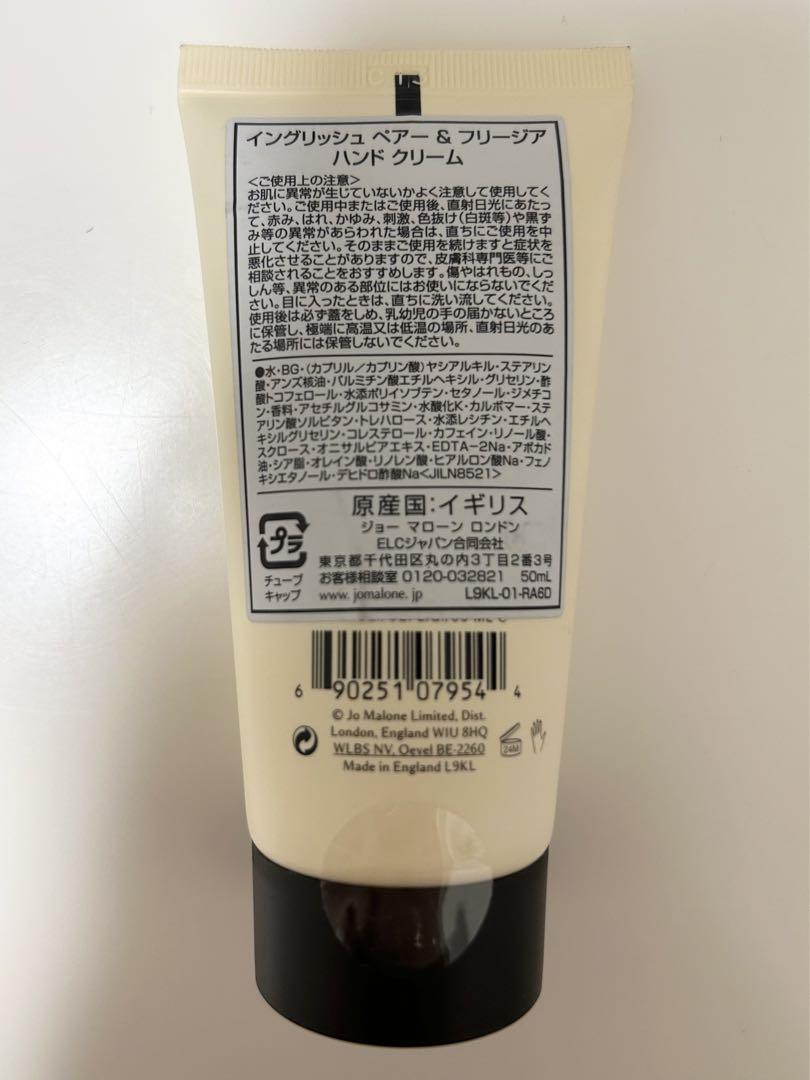 イングリッシュ ペアー & フリージア
ハンド クリーム
<ご使用上の注意>
お肌に異常が生じていないかよく注意して使用してく
ださい。ご使用中またはご使用後、直射日光にあたっ
て、赤み、はれ、かゆみ、刺激、色抜け(白斑等)や黒ず
み等の異常があらわれた場合は、直ちにご使用を中
止してください。そのままご使用を続けますと症状を
悪化させることがありますので、皮膚科専門医等にご
相談されることをおすすめします。傷やはれもの、しっ
しん等、異常のある部位にはお使いにならないでくだ
さい。目に入ったときは、直ちに洗い流してください。
使用後は必ず蓋をしめ、乳幼児の手の届かないところ
に保管し、極端に高温又は低温の場所、直射日光のあ
たる場所には保管しないでください。
●水・BG・(カプリル/カプリン酸)ヤシアルキル・ステアリン
酸・アンズ核油・パルミチン酸エチルヘキシル・グリセリン・酢
酸トコフェロール・水添ポリイソブテン・セタノール・ジメチコ
ン・香料・アセチルグルコサミン・水酸化K・カルボマー・ステ
アリン酸ソルビタン・トレハロース・水添レシチン・エチルヘ
キシルグリセリン・コレステロール・カフェイン・リノール酸・
スクロース・オニサルビアエキス・EDTA-2Na・アボカド
油・シア脂・オレイン酸・リノレン酸・ヒアルロン酸Na・フェノ
キシエタノール・デヒドロ酢酸Na<JILN8521>
原産国:イギリス
ジョー マローン ロンドン
ELCジャパン合同会社
東京都千代田区丸の内3丁目2番3号
プラ
チューブ
キャップ
お客様相談室 0120-032821 50mL
www. jomalone. jp L9KL-01-RA6D
6 90251 07954 4
© Jo Malone Limited, Dist.
London, England W1U 8HQ
WLBS NV, Oevel BE-2260
Made in England L9KL
24M